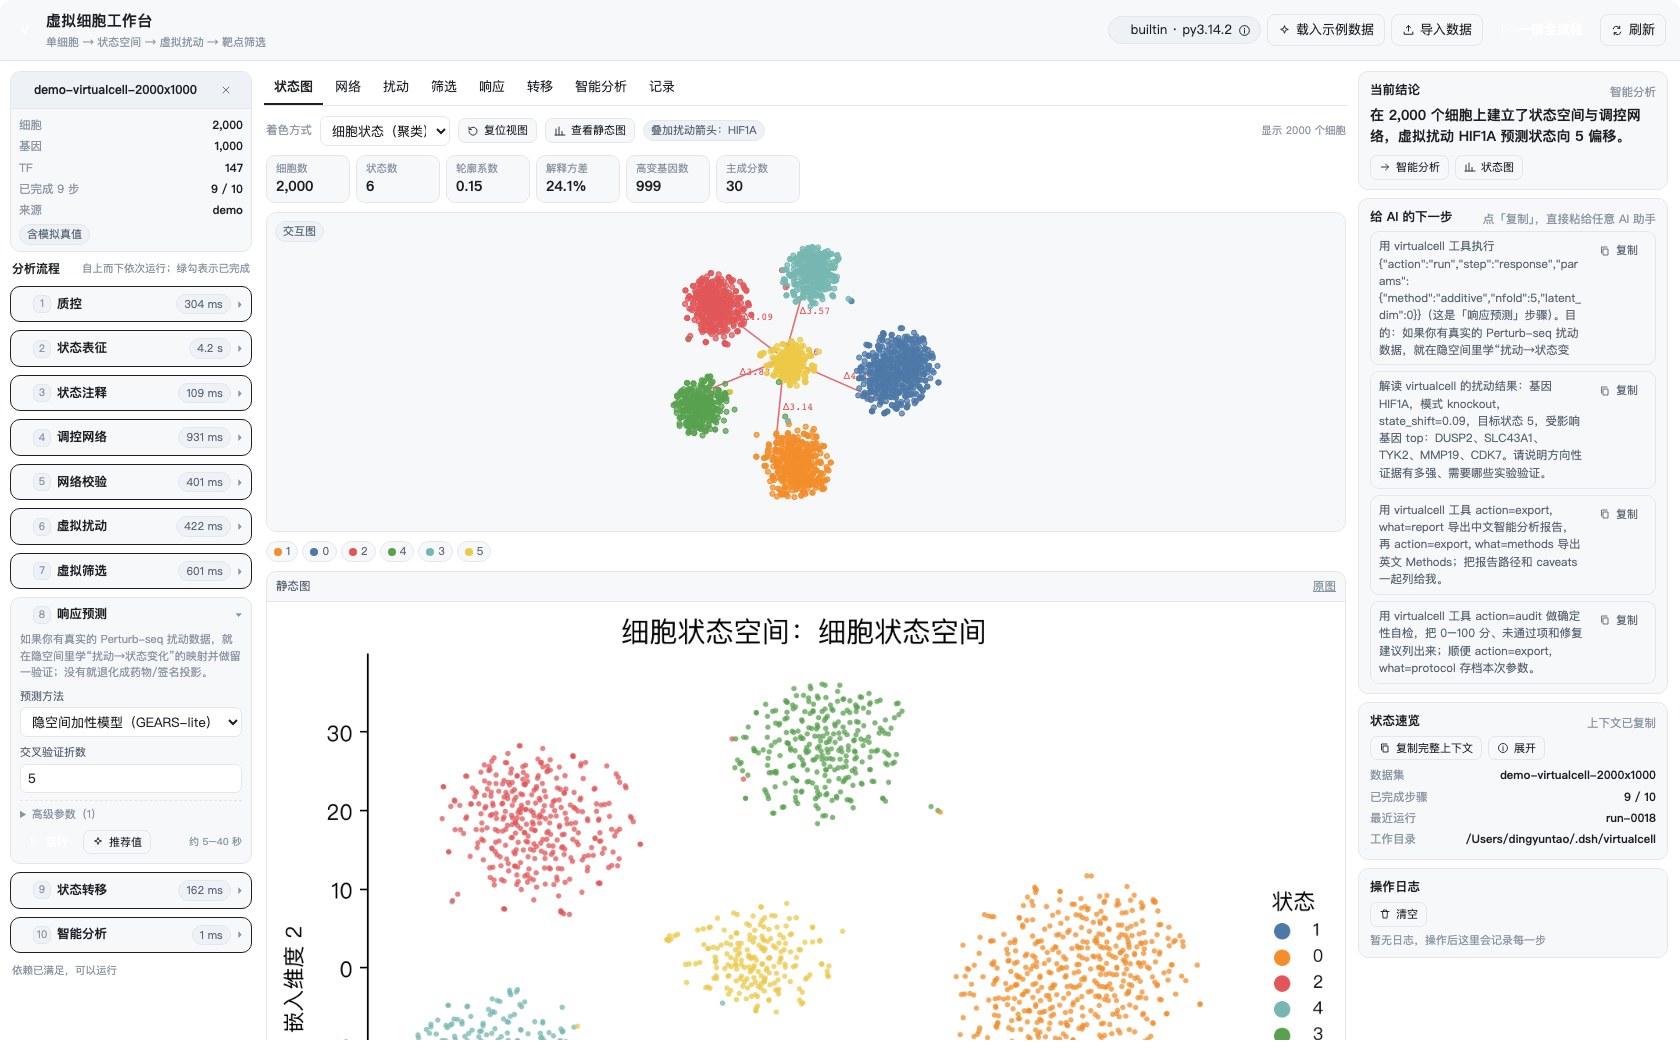 虚拟细胞工作台
单细胞 → 状态空间 → 虚拟扰动 → 靶点筛选
builtin · py3.14.2
载入示例数据
导入数据
一键全流程
刷新
demo-virtualcell-2000x1000
细胞 2,000
基因 1,000
TF 147
已完成 9 步 9 / 10
来源 demo
含模拟真值
分析流程 自上而下依次运行；绿勾表示已完成
1 质控 304 ms
2 状态表征 4.2 s
3 状态注释 109 ms
4 调控网络 931 ms
5 网络校验 401 ms
6 虚拟扰动 422 ms
7 虚拟筛选 601 ms
8 响应预测
如果你有真实的 Perturb-seq 扰动数据，就
在隐空间里学“扰动→状态变化”的映射并做留
一验证；没有就退化成药物/签名投影。
预测方法
隐空间加性模型（GEARS-lite）
交叉验证折数
5
高级参数（1）
推荐值
约 5–40 秒
9 状态转移 162 ms
10 智能分析 1 ms
依赖已满足，可以运行
状态图 网络 扰动 筛选 响应 转移 智能分析 记录
着色方式 细胞状态（聚类） 复位视图 查看静态图 叠加扰动箭头：HIF1A 显示 2000 个细胞
细胞数 2,000
状态数 6
轮廓系数 0.15
解释方差 24.1%
高变基因数 999
主成分数 30
交互图
Δ3.57
.09
Δ3.8
Δ4
Δ3.14
1 0 2 4 3 5
静态图 原图
细胞状态空间：细胞状态空间
30
20
10
0
嵌入维度 2
状态
1
0
2
4
3
当前结论 智能分析
在 2,000 个细胞上建立了状态空间与调控网
络，虚拟扰动 HIF1A 预测状态向 5 偏移。
智能分析 状态图
给 AI 的下一步 点「复制」，直接粘给任意 AI 助手
用 virtualcell 工具执行
{"action":"run","step":"response","par
ams":
{"method":"additive","nfold":5,"latent_
dim":0}}（这是「响应预测」步骤）。目
的：如果你有真实的 Perturb-seq 扰动
数据，就在隐空间里学“扰动→状态变
复制
解读 virtualcell 的扰动结果：基因
HIF1A，模式 knockout，
state_shift=0.09，目标状态 5，受影响
基因 top：DUSP2、SLC43A1、
TYK2、MMP19、CDK7。请说明方向性
证据有多强、需要哪些实验验证。
复制
用 virtualcell 工具 action=export,
what=report 导出中文智能分析报告，
再 action=export, what=methods 导出
英文 Methods；把报告路径和 caveats
一起列给我。
复制
用 virtualcell 工具 action=audit 做确定
性自检，把 0—100 分、未通过项和修复
建议列出来；顺便 action=export,
what=protocol 存档本次参数。
复制
状态速览 上下文已复制
复制完整上下文 展开
数据集 demo-virtualcell-2000x1000
已完成步骤 9 / 10
最近运行 run-0018
工作目录 /Users/dingyuntao/.dsh/virtualcell
操作日志
清空
暂无日志，操作后这里会记录每一步